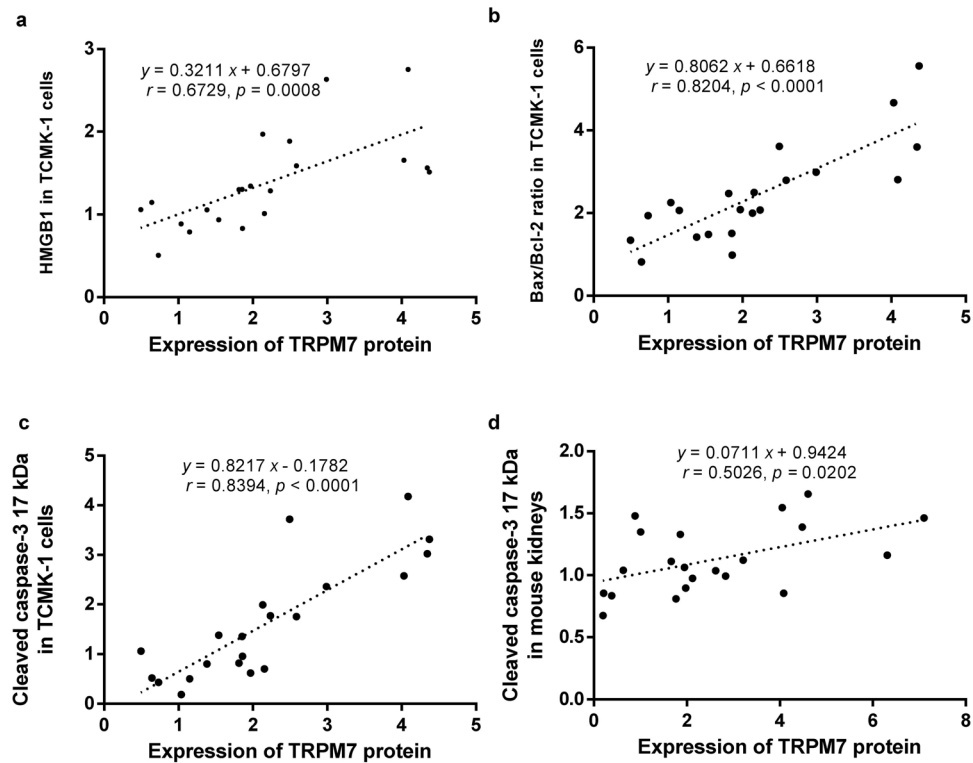 a
HMGB1 in TCMK-1 cells
y = 0.3211 x + 0.6797
r = 0.6729, p = 0.0008
3
2
1
0
0 1 2 3 4 5
Expression of TRPM7 protein
b
Bax/Bcl-2 ratio in TCMK-1 cells
y = 0.8062 x + 0.6618
r = 0.8204, p < 0.0001
6
4
2
0
0 1 2 3 4 5
Expression of TRPM7 protein
c
Cleaved caspase-3 17 kDa
in TCMK-1 cells
y = 0.8217 x - 0.1782
r = 0.8394, p < 0.0001
5
4
3
2
1
0
0 1 2 3 4 5
Expression of TRPM7 protein
d
Cleaved caspase-3 17 kDa
in mouse kidneys
y = 0.0711 x + 0.9424
r = 0.5026, p = 0.0202
2.0
1.5
1.0
0.5
0.0
0 2 4 6 8
Expression of TRPM7 protein